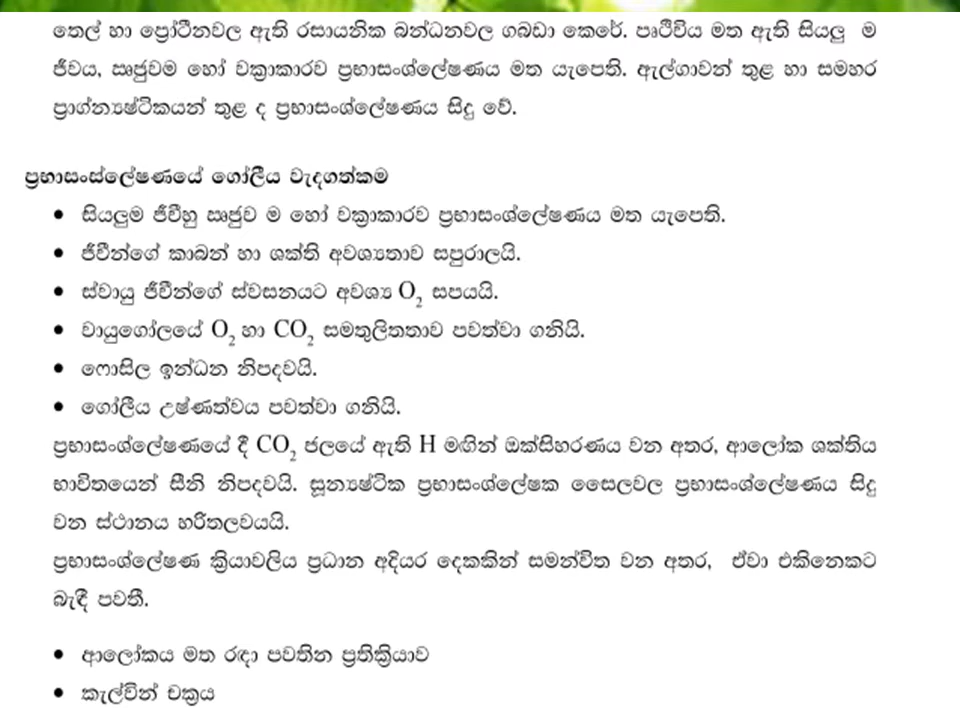 තෙල් හා ප්‍රෝටීනවල ඇති රසායනික බන්ධනවල ගබඩා කෙරේ. පෘථිවිය මත ඇති සියලු ම
ජීවය, සෘජුවම හෝ වක්‍රාකාරව ප්‍රභාසංශ්ලේෂණය මත යැපෙති. ඇල්ගාවන් තුළ හා සමහර
ප්‍රාග්න්‍යෂ්ටිකයන් තුළ ද ප්‍රභාසංශ්ලේෂණය සිදු වේ.
ප්‍රභාසංස්ලේෂණයේ ගෝලීය වැදගත්කම
• සියලුම ජීවීහු සෘජුව ම හෝ වක්‍රාකාරව ප්‍රභාසංශ්ලේෂණය මත යැපෙති.
• ජීවීන්ගේ කාබන් හා ශක්ති අවශ්‍යතාව සපුරාලයි.
• ස්වායු ජීවීන්ගේ ස්වසනයට අවශ්‍ය O₂ සපයයි.
• වායුගෝලයේ O₂ හා CO₂ සමතුලිතතාව පවත්වා ගනියි.
• ෆොසිල ඉන්ධන නිපදවයි.
• ගෝලීය උෂ්ණත්වය පවත්වා ගනියි.
ප්‍රභාසංශ්ලේෂණයේ දී CO₂ ජලයේ ඇති H මඟින් ඔක්සිහරණය වන අතර, ආලෝක ශක්තිය
භාවිතයෙන් සීනි නිපදවයි. සූන්‍යෂ්ටික ප්‍රභාසංශ්ලේෂක සෛලවල ප්‍රභාසංශ්ලේෂණය සිදු
වන ස්ථානය හරිතලවයයි.
ප්‍රභාසංශ්ලේෂණ ක්‍රියාවලිය ප්‍රධාන අදියර දෙකකින් සමන්විත වන අතර, ඒවා එකිනෙකට
බැඳී පවතී.
• ආලෝකය මත රඳා පවතින ප්‍රතික්‍රියාව
• කැල්වින් චක්‍රය